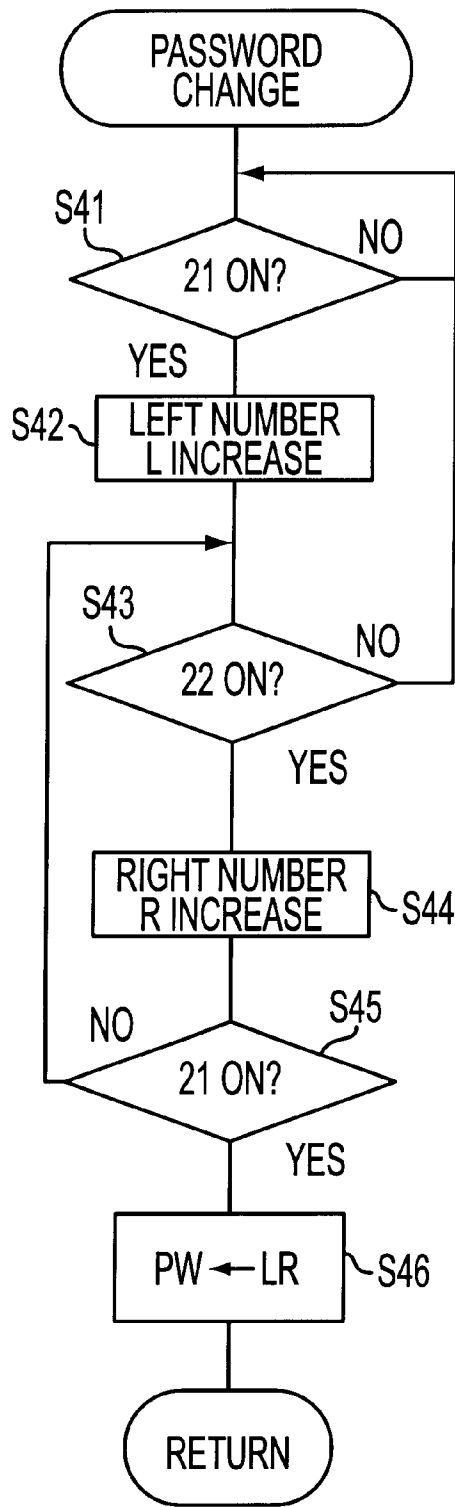 PASSWORD
CHANGE
S41
21 ON?
NO
YES
S42
LEFT NUMBER
L INCREASE
S43
22 ON?
NO
YES
RIGHT NUMBER
R INCREASE
S44
NO
S45
21 ON?
YES
PW ← LR
S46
RETURN